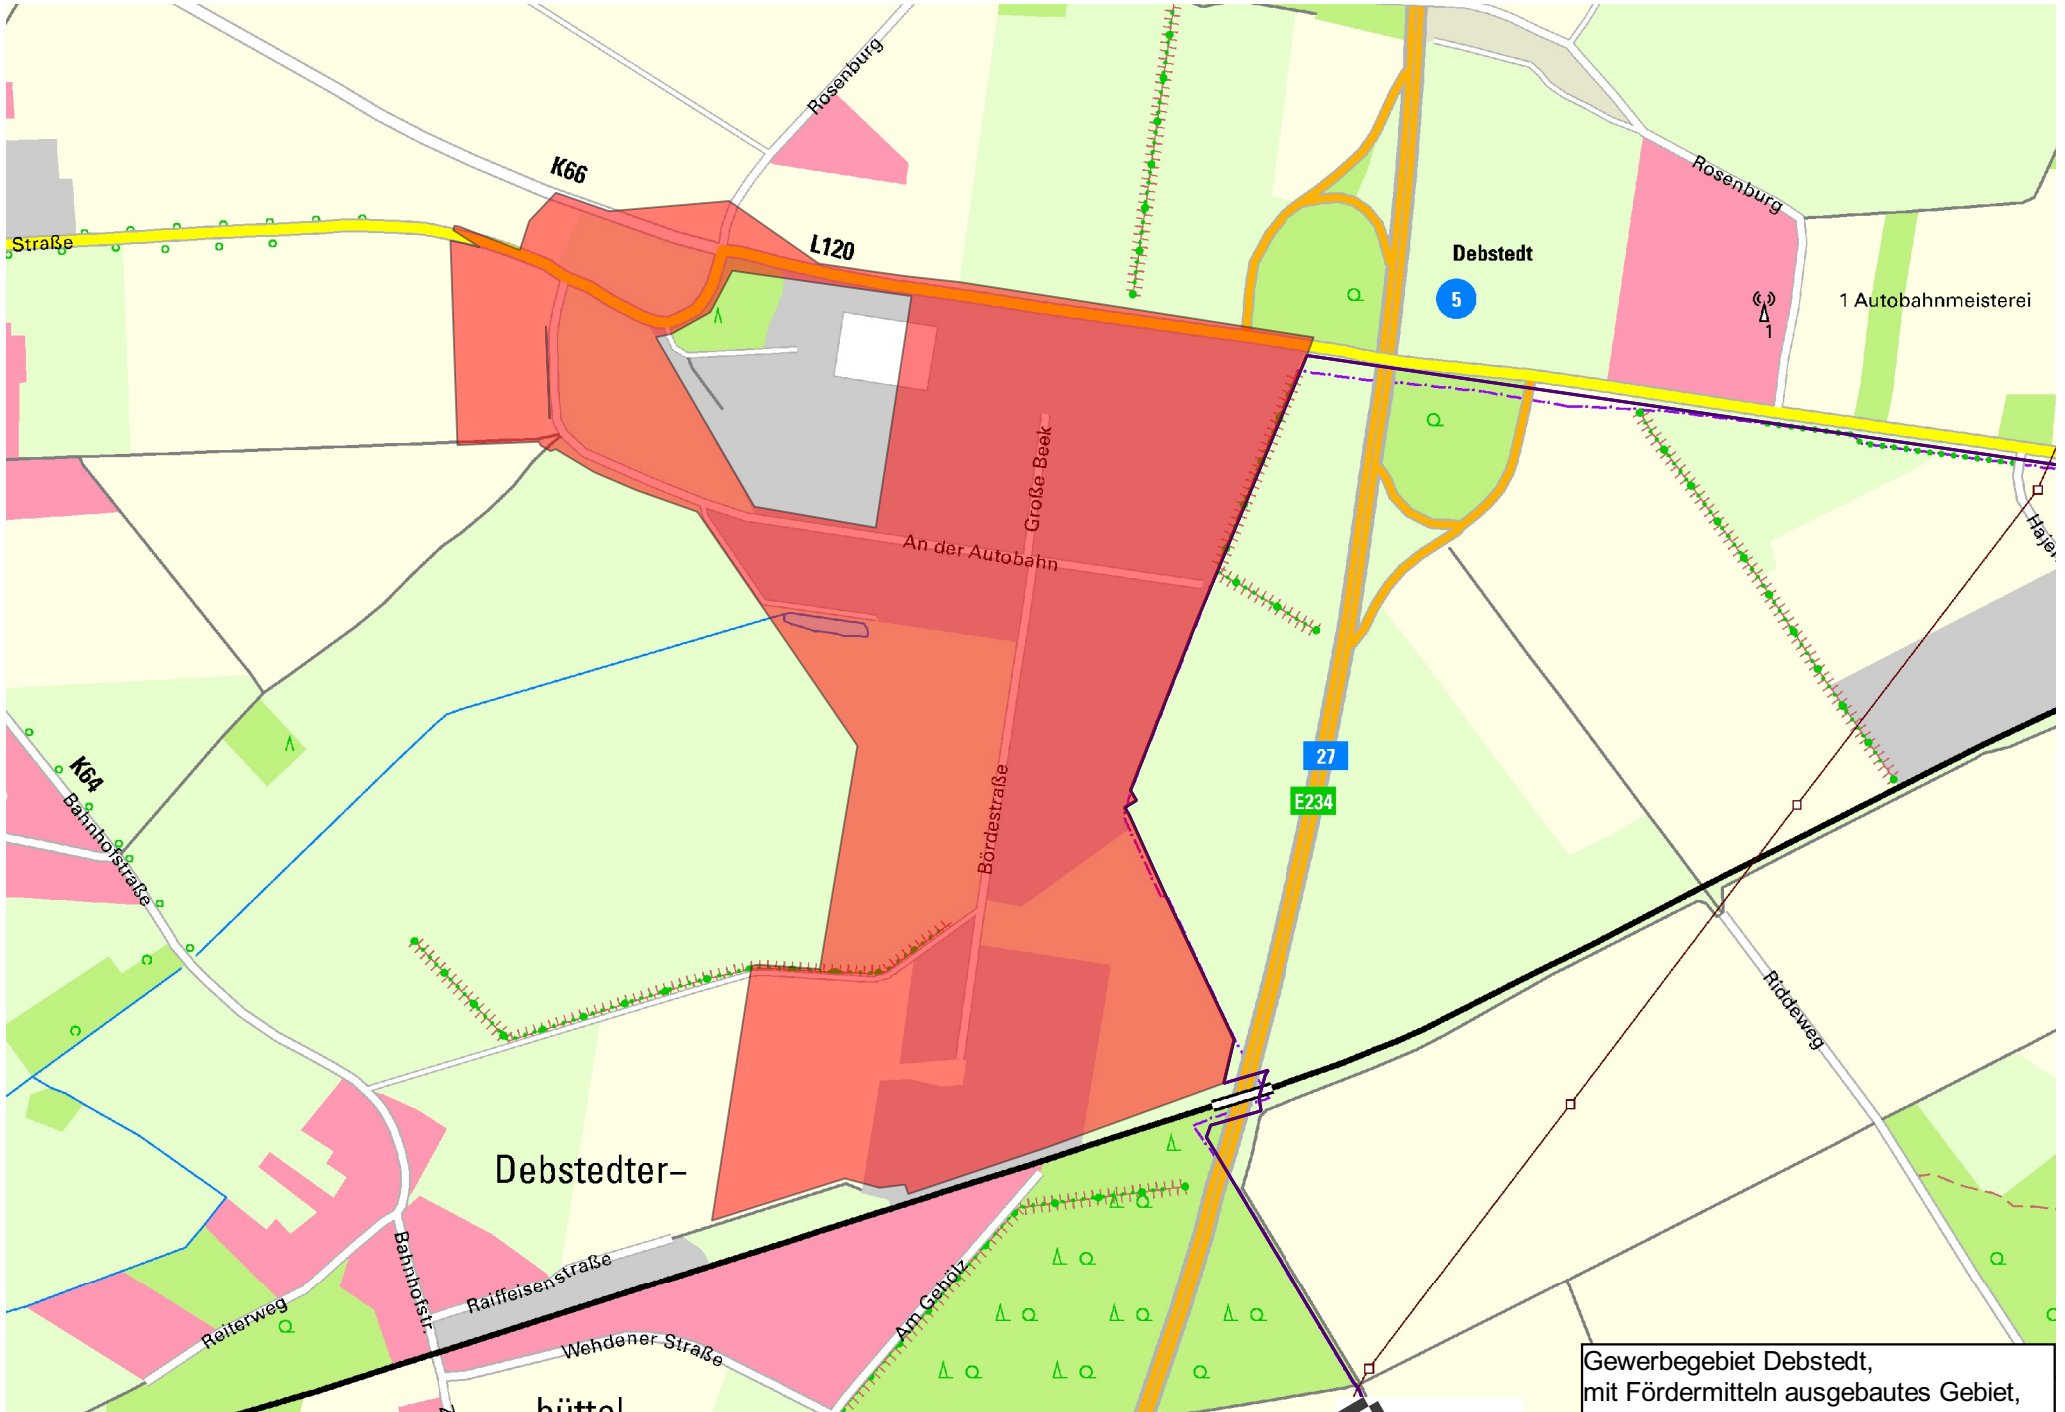 Rosenburg
K66
Rosenburg
Straße
L120
Debstedt
5
1 Autobahnmeisterei
1
Große Beek
An der Autobahn
27
E234
K64
Bahnhofstraße
Bördestraße
Riddeweg
Debstedter-
Bahnhofstr.
Raiffeisenstraße
Reiterweg
Am Gehölz
Wehdener Straße
büttel
Gewerbegebiet Debstedt,
mit Fördermitteln ausgebautes Gebiet,